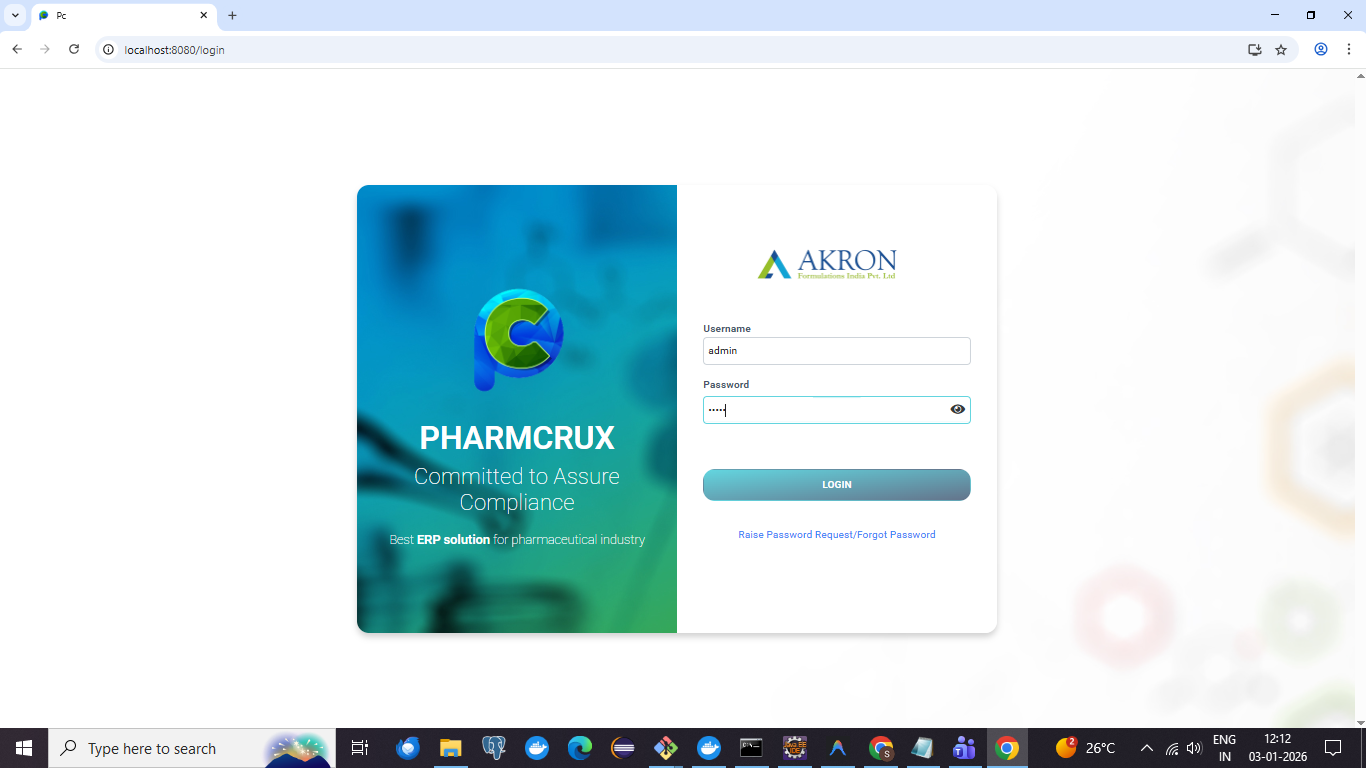 Pc
localhost:8080/login
PHARMCRUX
Committed to Assure
Compliance
Best ERP solution for pharmaceutical industry
AKRON
Formulations India Pvt. Ltd
Username
admin
Password
•••••
LOGIN
Raise Password Request/Forgot Password
Type here to search
26°C
ENG
IN
12:12
03-01-2026